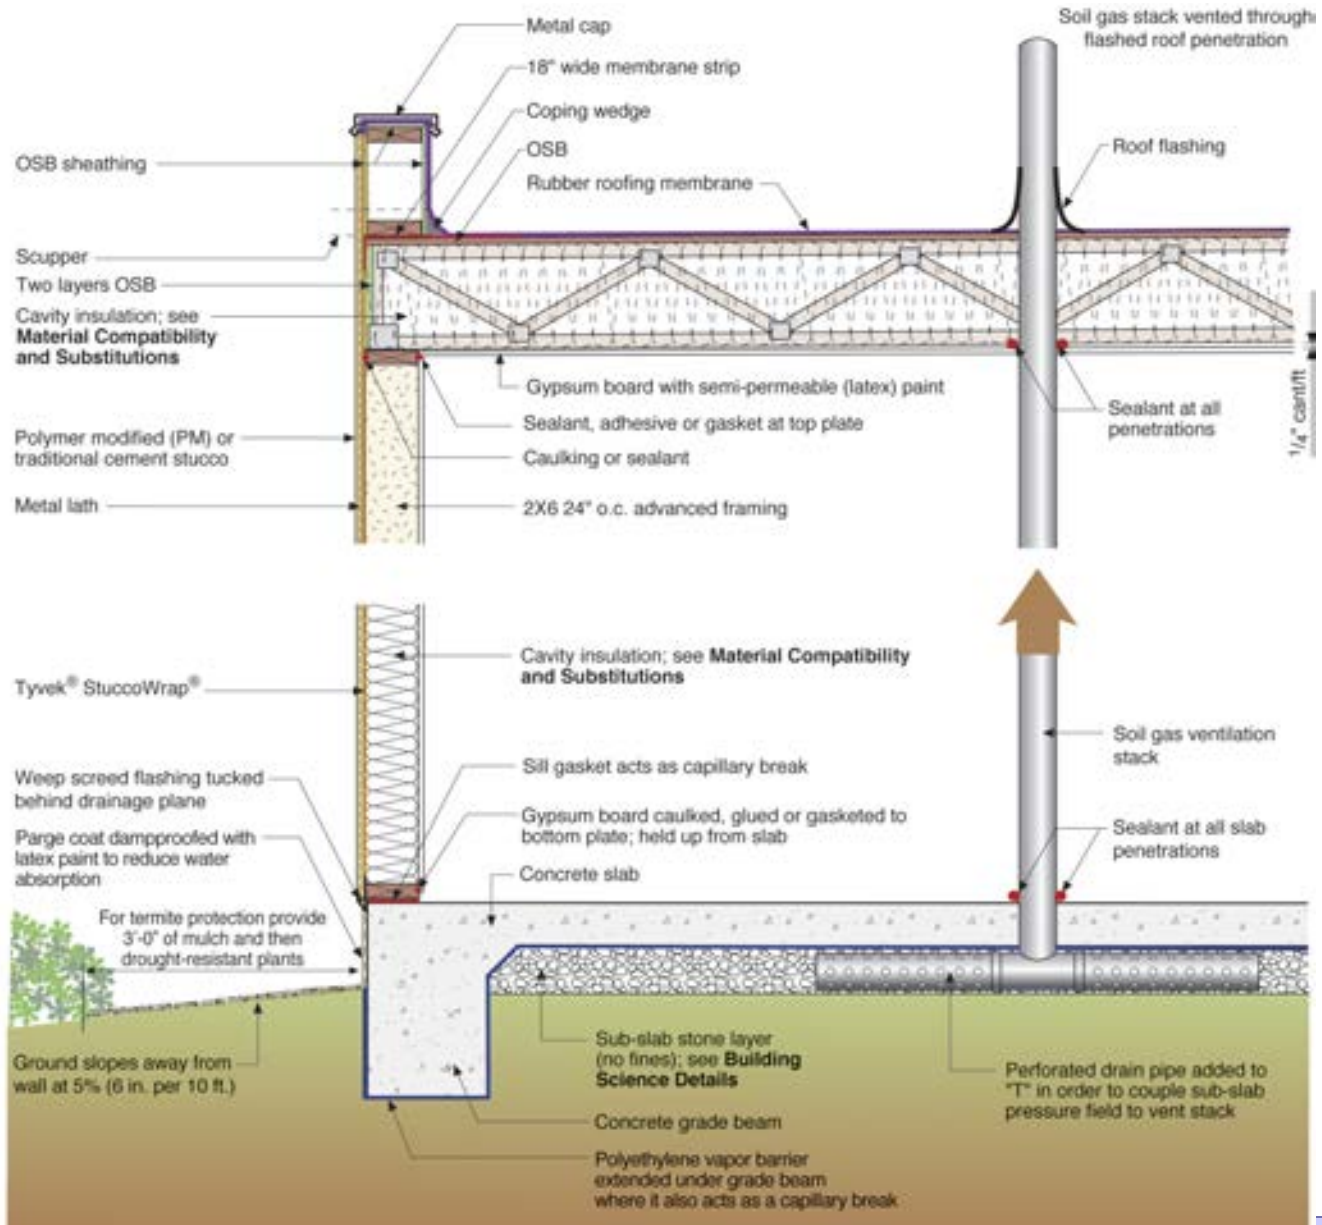 Metal cap
18" wide membrane strip
Coping wedge
OSB
Rubber roofing membrane
Soil gas stack vented through
flashed roof penetration
Roof flashing
OSB sheathing
Scupper
Two layers OSB
Cavity insulation; see
Material Compatibility
and Substitutions
Polymer modified (PM) or
traditional cement stucco
Metal lath
Gypsum board with semi-permeable (latex) paint
Sealant, adhesive or gasket at top plate
Caulking or sealant
2X6 24" o.c. advanced framing
Sealant at all
penetrations
1/4" cant/ft
Cavity insulation; see Material Compatibility
and Substitutions
Tyvek® StuccoWrap®
Weep screed flashing tucked
behind drainage plane
Parge coat dampproofed with
latex paint to reduce water
absorption
For termite protection provide
3'-0" of mulch and then
drought-resistant plants
Ground slopes away from
wall at 5% (6 in. per 10 ft.)
Sill gasket acts as capillary break
Gypsum board caulked, glued or gasketed to
bottom plate; held up from slab
Concrete slab
Soil gas ventilation
stack
Sealant at all slab
penetrations
Sub-slab stone layer
(no fines); see Building
Science Details
Concrete grade beam
Polyethylene vapor barrier
extended under grade beam
where it also acts as a capillary break
Perforated drain pipe added to
"T" in order to couple sub-slab
pressure field to vent stack